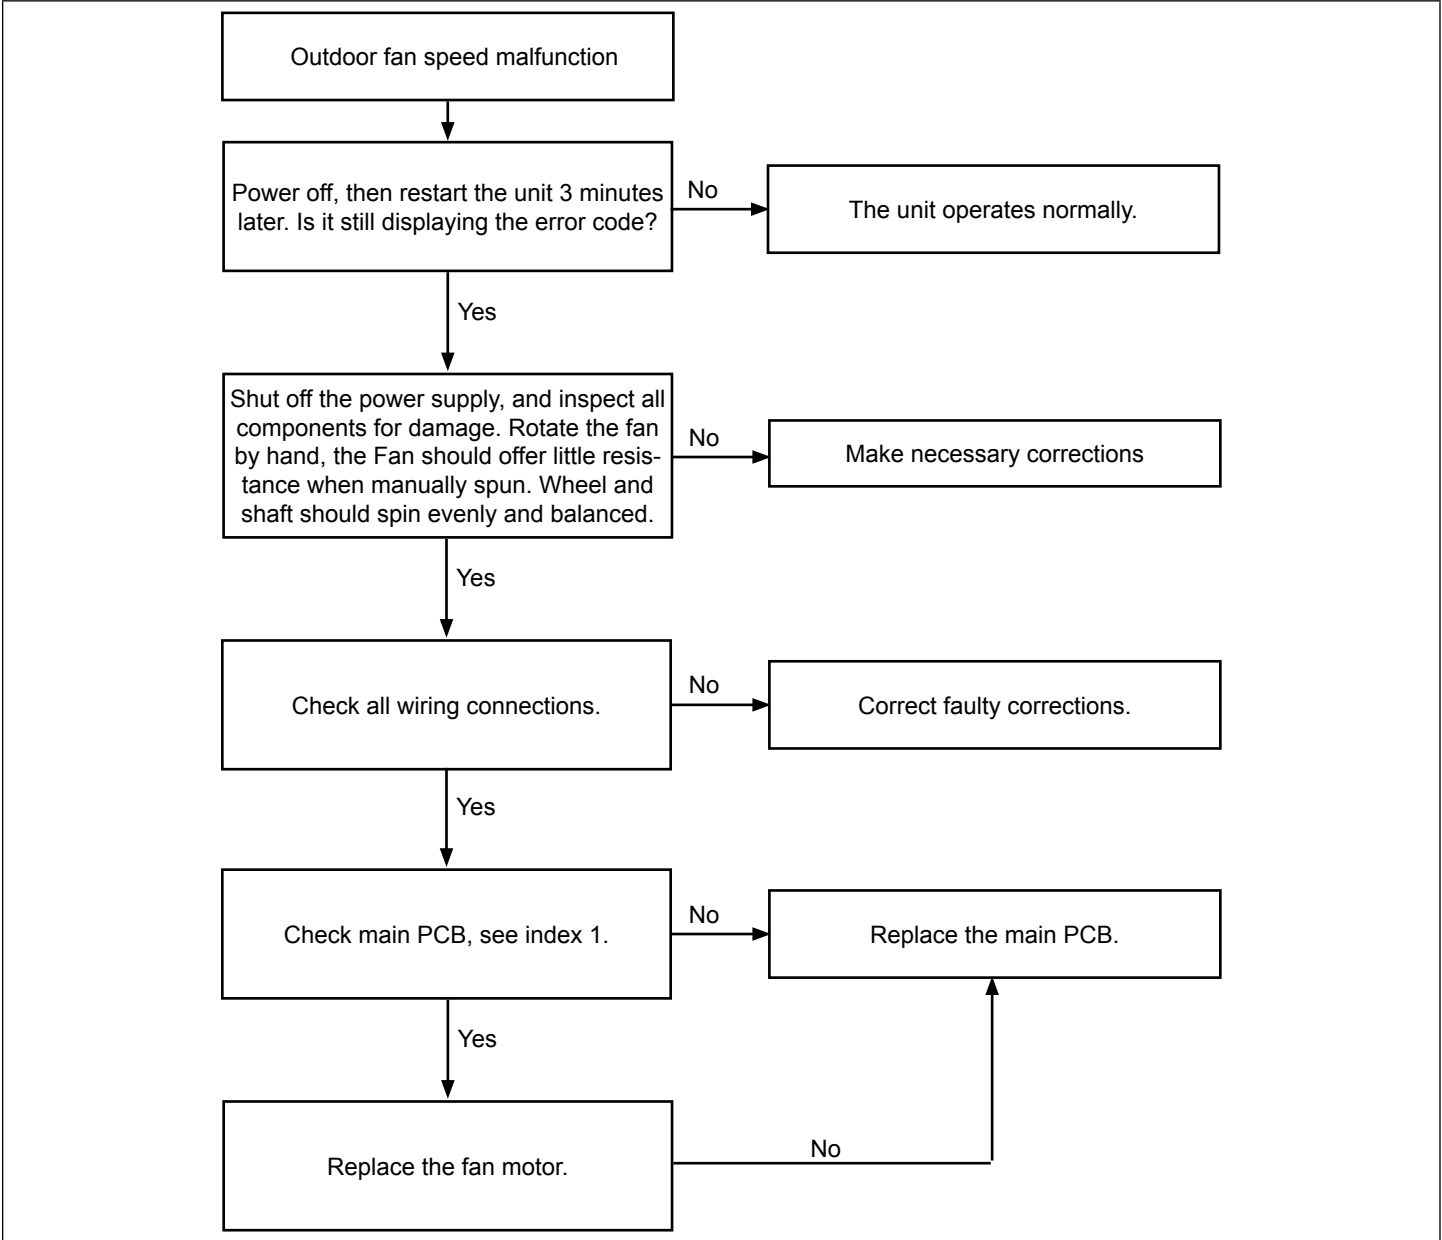 Outdoor fan speed malfunction
Power off, then restart the unit 3 minutes
later. Is it still displaying the error code?
No
The unit operates normally.
Yes
Shut off the power supply, and inspect all
components for damage. Rotate the fan
by hand, the Fan should offer little resis-
tance when manually spun. Wheel and
shaft should spin evenly and balanced.
No
Make necessary corrections
Yes
Check all wiring connections.
No
Correct faulty corrections.
Yes
Check main PCB, see index 1.
No
Replace the main PCB.
Yes
Replace the fan motor.
No